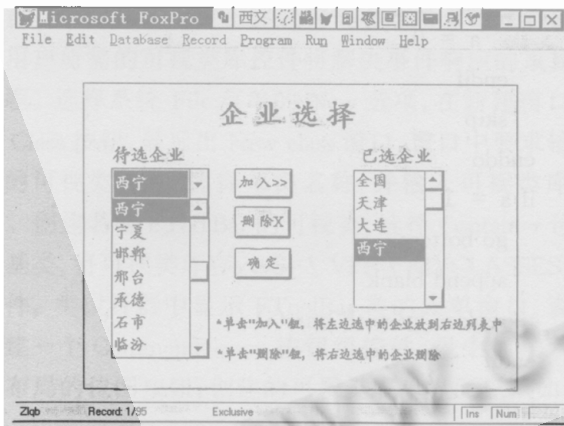 Microsoft FoxPro 西文
File Edit Database Record Program Run Window Help
企业选择
待选企业
已选企业
西宁
加入>>
全国
西宁
天津
宁夏
删除X
大连
邯郸
西宁
邢台
确定
承德
石市
*单击"加入"钮，将左边选中的企业放到右边列表中
临汾
*单击"删除"钮，将右边选中的企业删除
Zlqb Record: 1/35 Exclusive Ins Num